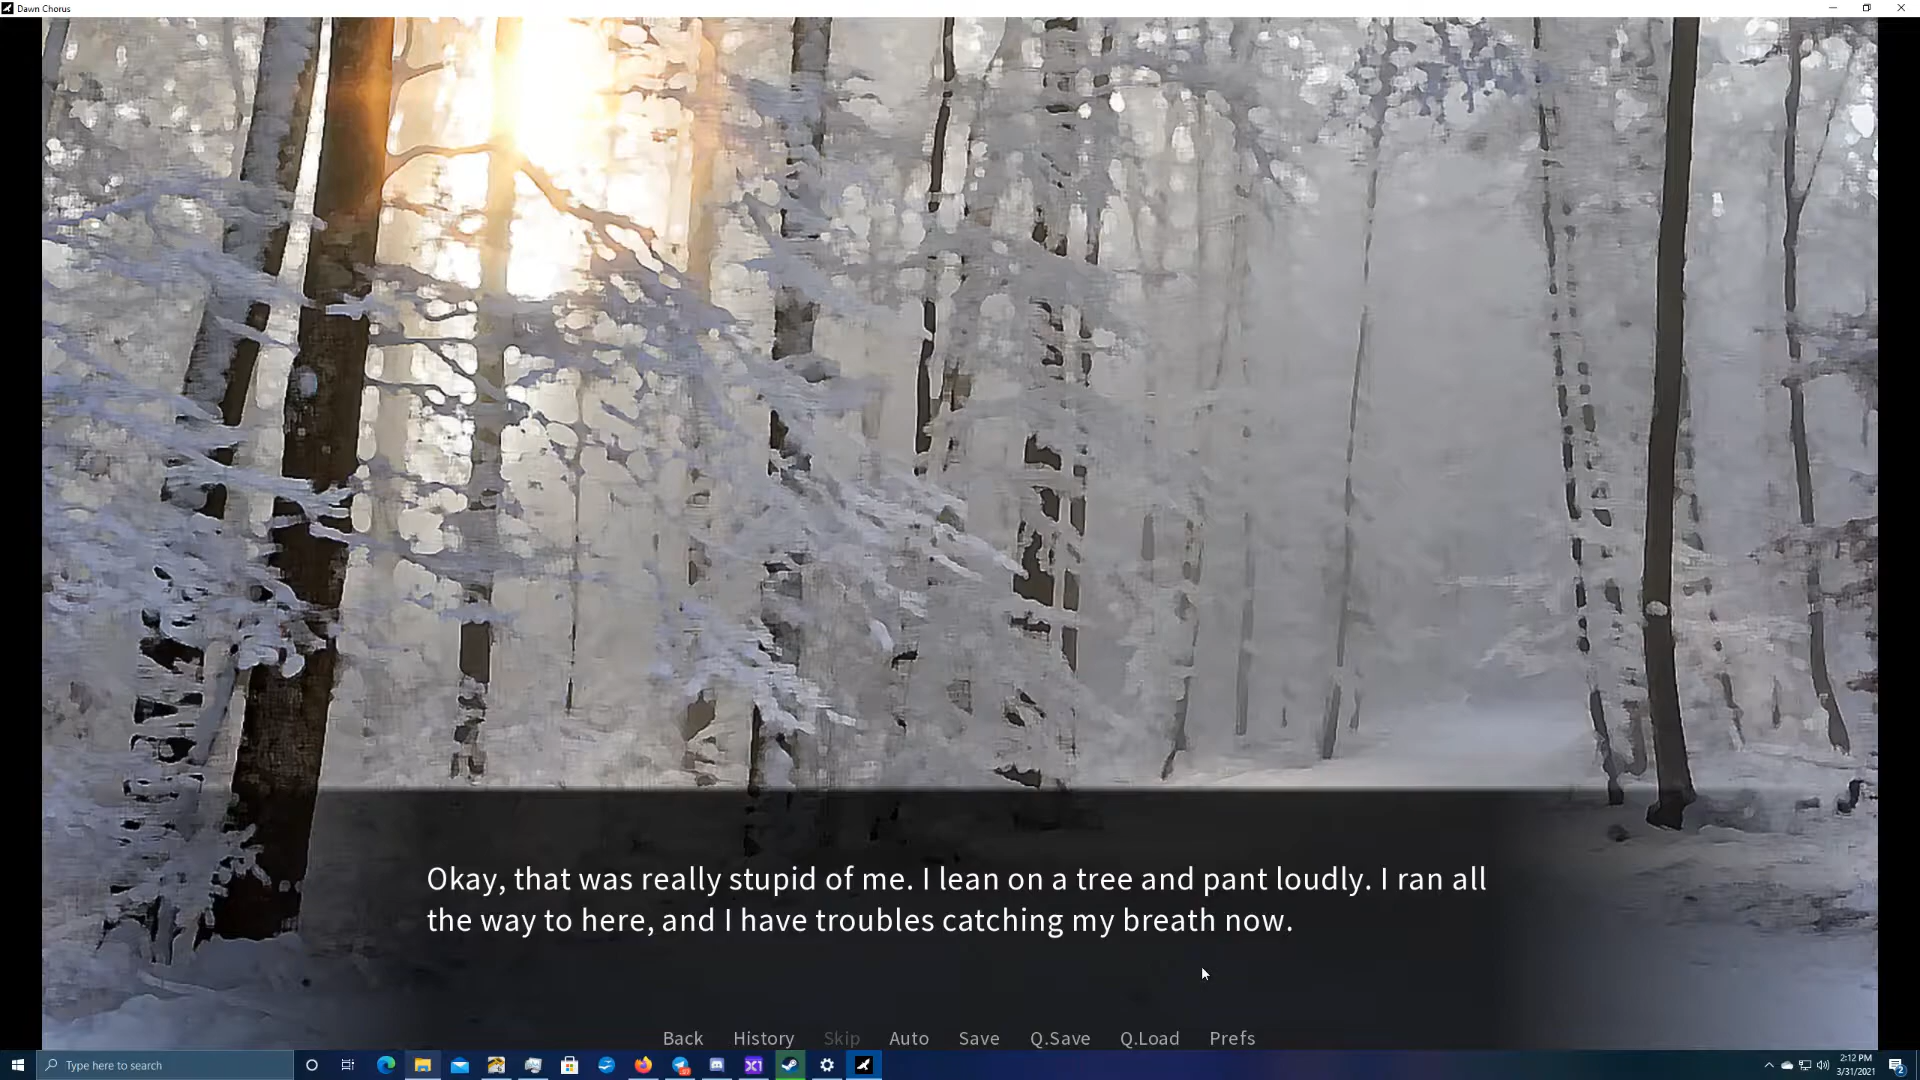 Dawn Chorus
Okay, that was really stupid of me. I lean on a tree and pant loudly. I ran all
the way to here, and I have troubles catching my breath now.
Back History Skip Auto Save Q.Save Q.Load Prefs
Type here to search
2:12 PM
3/31/2021